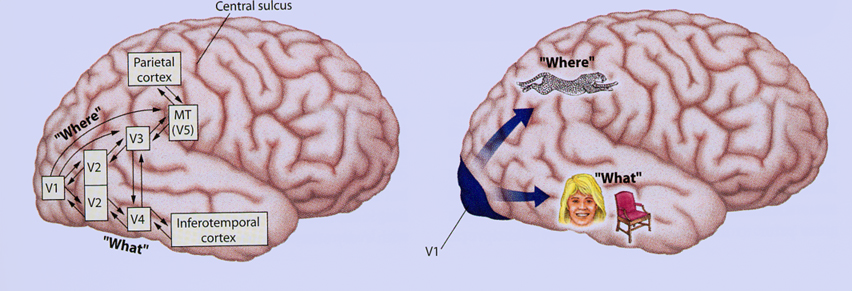 Central sulcus
Parietal
cortex
"Where"
MT
(V5)
V3
V2
V1
V2
V4
Inferotemporal
cortex
"What"
"Where"
"What"
V1